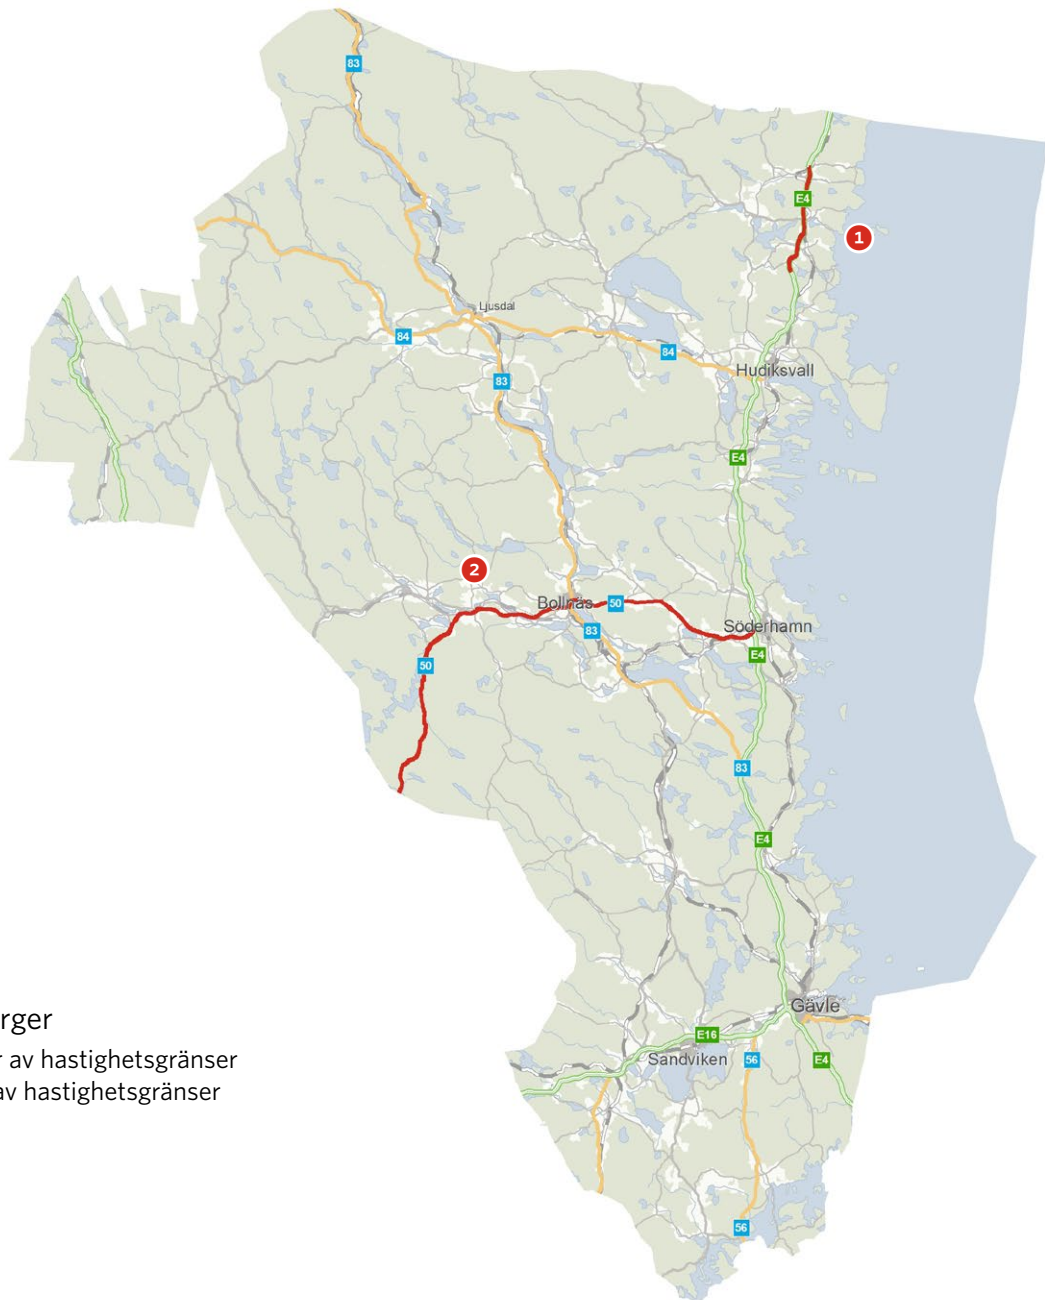 83
E4
1
Ljusdal
84
84
Hudiksvall
83
E4
2
Bollnäs
50
83
Söderhamn
E4
50
83
E4
Gävle
E16
Sandviken
56
E4
56
rger
r av hastighetsgränser
av hastighetsgränser